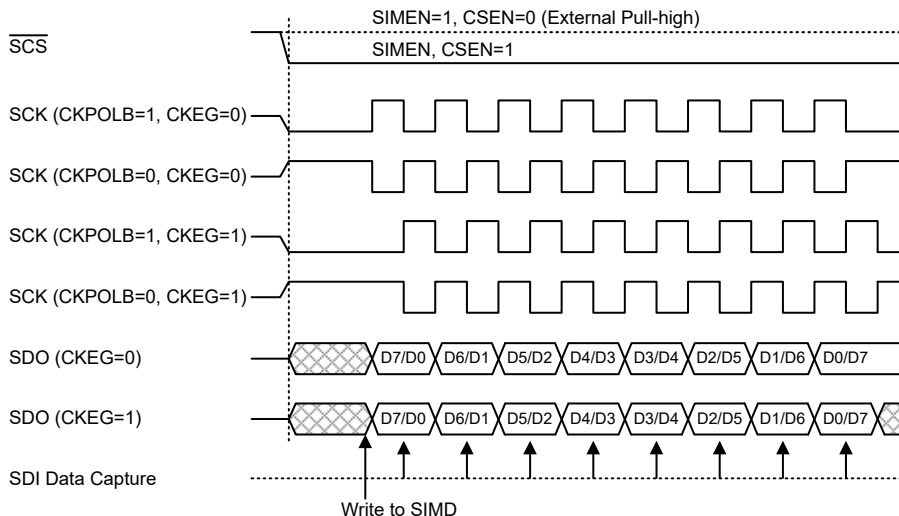 SIMEN=1, CSEN=0 (External Pull-high)
SCS
SIMEN, CSEN=1
SCK (CKPOLB=1, CKEG=0)
SCK (CKPOLB=0, CKEG=0)
SCK (CKPOLB=1, CKEG=1)
SCK (CKPOLB=0, CKEG=1)
SDO (CKEG=0) D7/D0 D6/D1 D5/D2 D4/D3 D3/D4 D2/D5 D1/D6 D0/D7
SDO (CKEG=1) D7/D0 D6/D1 D5/D2 D4/D3 D3/D4 D2/D5 D1/D6 D0/D7
SDI Data Capture
Write to SIMD